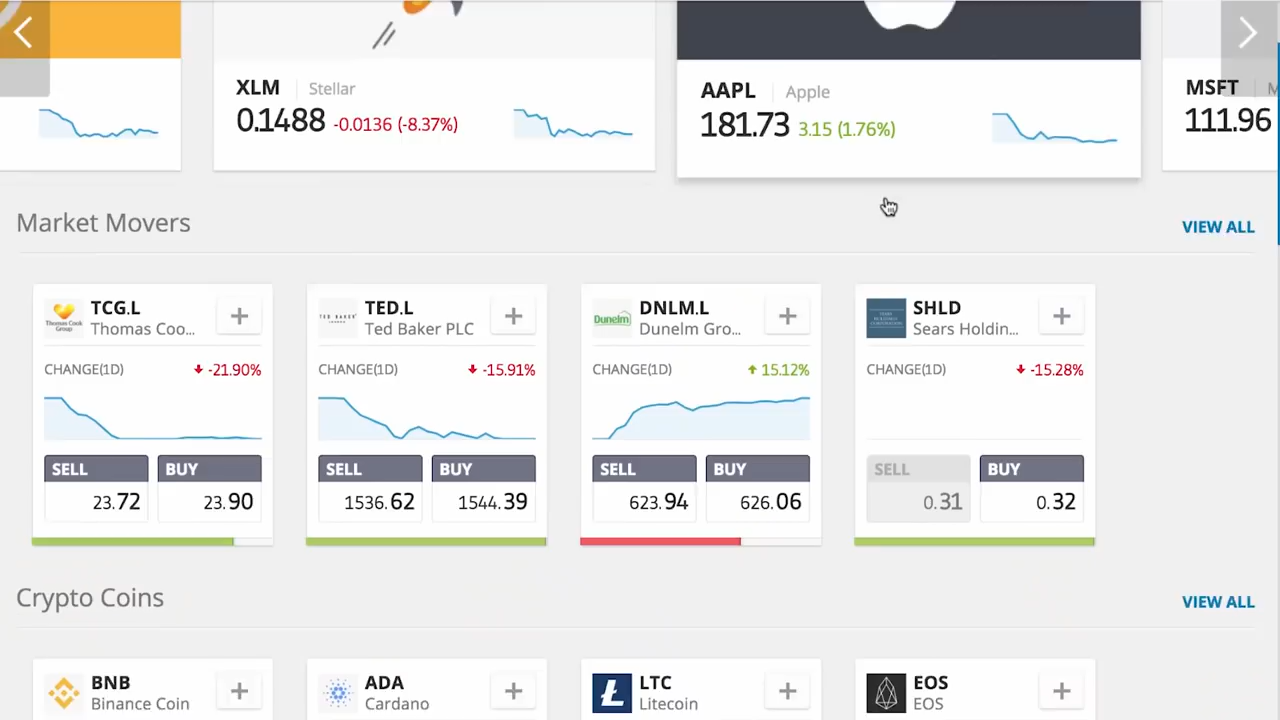 XLM Stellar
0.1488 -0.0136 (-8.37%)
AAPL Apple
181.73 3.15 (1.76%)
MSFT
111.96
Market Movers
VIEW ALL
TCG.L
Thomas Coo...
CHANGE(1D) -21.90%
SELL BUY
23.72 23.90
TED.L
Ted Baker PLC
CHANGE(1D) -15.91%
SELL BUY
1536.62 1544.39
DNLM.L
Dunelm Gro...
Dunelm
CHANGE(1D) 15.12%
SELL BUY
623.94 626.06
SHLD
Sears Holdin...
CHANGE(1D) -15.28%
SELL BUY
0.31 0.32
Crypto Coins
VIEW ALL
BNB
Binance Coin
ADA
Cardano
LTC
Litecoin
EOS
EOS